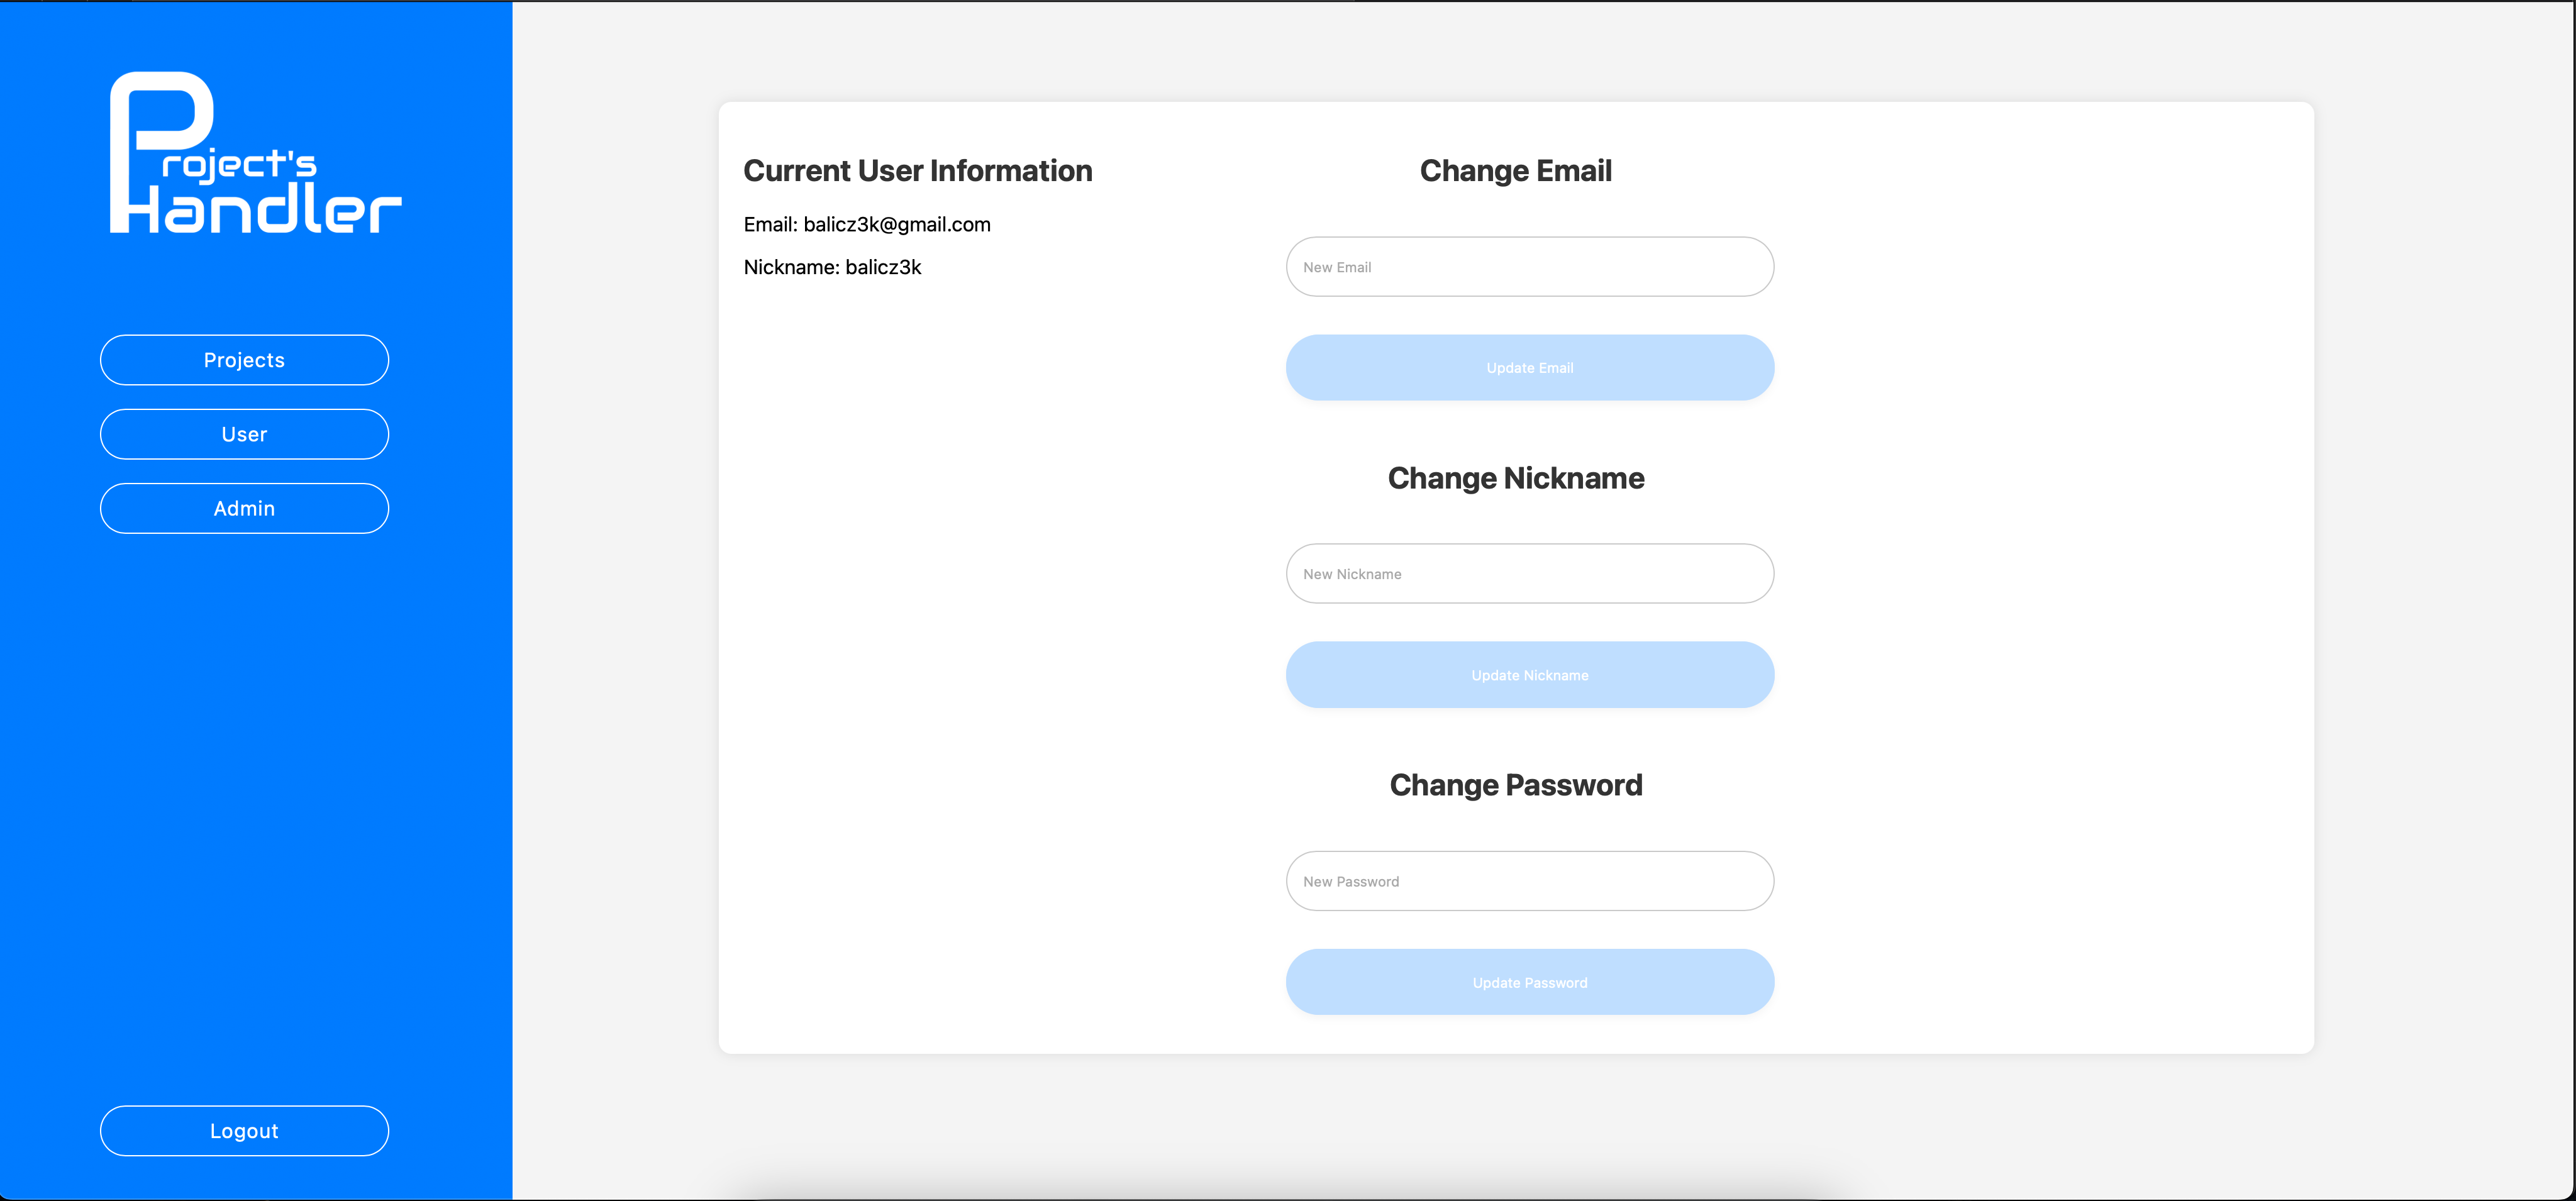 Project's
Handler
Projects
User
Admin
Logout
Current User Information
Email: balicz3k@gmail.com
Nickname: balicz3k
Change Email
New Email
Update Email
Change Nickname
New Nickname
Update Nickname
Change Password
New Password
Update Password